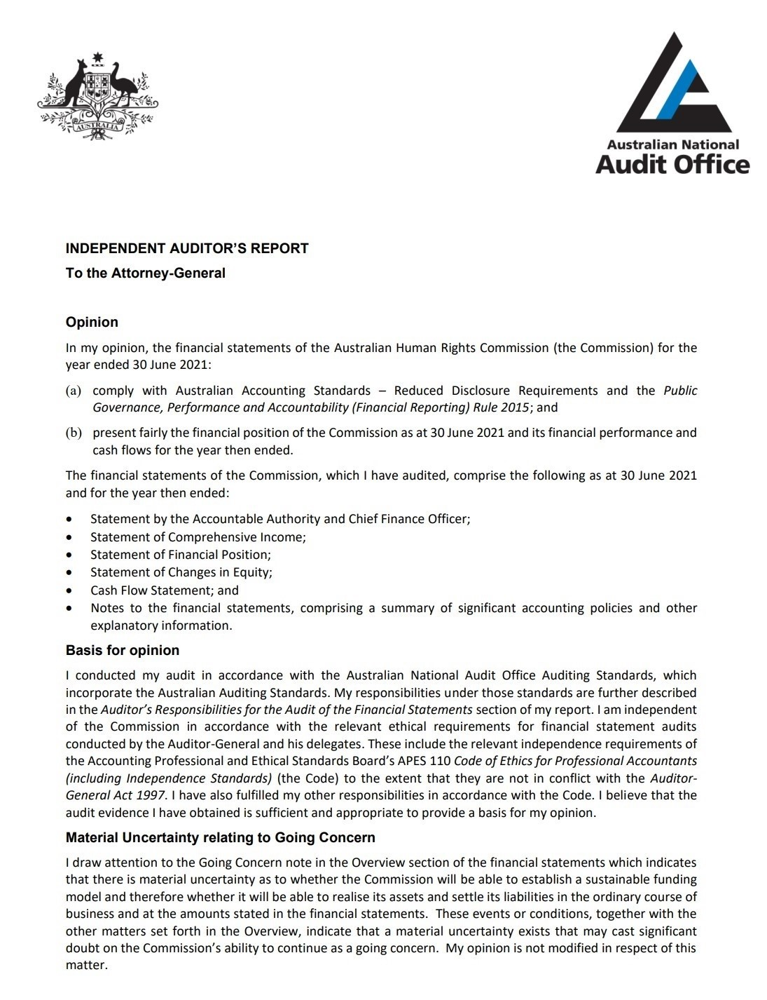 AUSTRALIA
Australian National
Audit Office
INDEPENDENT AUDITOR’S REPORT
To the Attorney-General
Opinion
In my opinion, the financial statements of the Australian Human Rights Commission (the Commission) for the
year ended 30 June 2021:
(a) comply with Australian Accounting Standards – Reduced Disclosure Requirements and the Public
Governance, Performance and Accountability (Financial Reporting) Rule 2015; and
(b) present fairly the financial position of the Commission as at 30 June 2021 and its financial performance and
cash flows for the year then ended.
The financial statements of the Commission, which I have audited, comprise the following as at 30 June 2021
and for the year then ended:
• Statement by the Accountable Authority and Chief Finance Officer;
• Statement of Comprehensive Income;
• Statement of Financial Position;
• Statement of Changes in Equity;
• Cash Flow Statement; and
• Notes to the financial statements, comprising a summary of significant accounting policies and other
explanatory information.
Basis for opinion
I conducted my audit in accordance with the Australian National Audit Office Auditing Standards, which
incorporate the Australian Auditing Standards. My responsibilities under those standards are further described
in the Auditor’s Responsibilities for the Audit of the Financial Statements section of my report. I am independent
of the Commission in accordance with the relevant ethical requirements for financial statement audits
conducted by the Auditor-General and his delegates. These include the relevant independence requirements of
the Accounting Professional and Ethical Standards Board’s APES 110 Code of Ethics for Professional Accountants
(including Independence Standards) (the Code) to the extent that they are not in conflict with the Auditor-
General Act 1997. I have also fulfilled my other responsibilities in accordance with the Code. I believe that the
audit evidence I have obtained is sufficient and appropriate to provide a basis for my opinion.
Material Uncertainty relating to Going Concern
I draw attention to the Going Concern note in the Overview section of the financial statements which indicates
that there is material uncertainty as to whether the Commission will be able to establish a sustainable funding
model and therefore whether it will be able to realise its assets and settle its liabilities in the ordinary course of
business and at the amounts stated in the financial statements. These events or conditions, together with the
other matters set forth in the Overview, indicate that a material uncertainty exists that may cast significant
doubt on the Commission’s ability to continue as a going concern. My opinion is not modified in respect of this
matter.